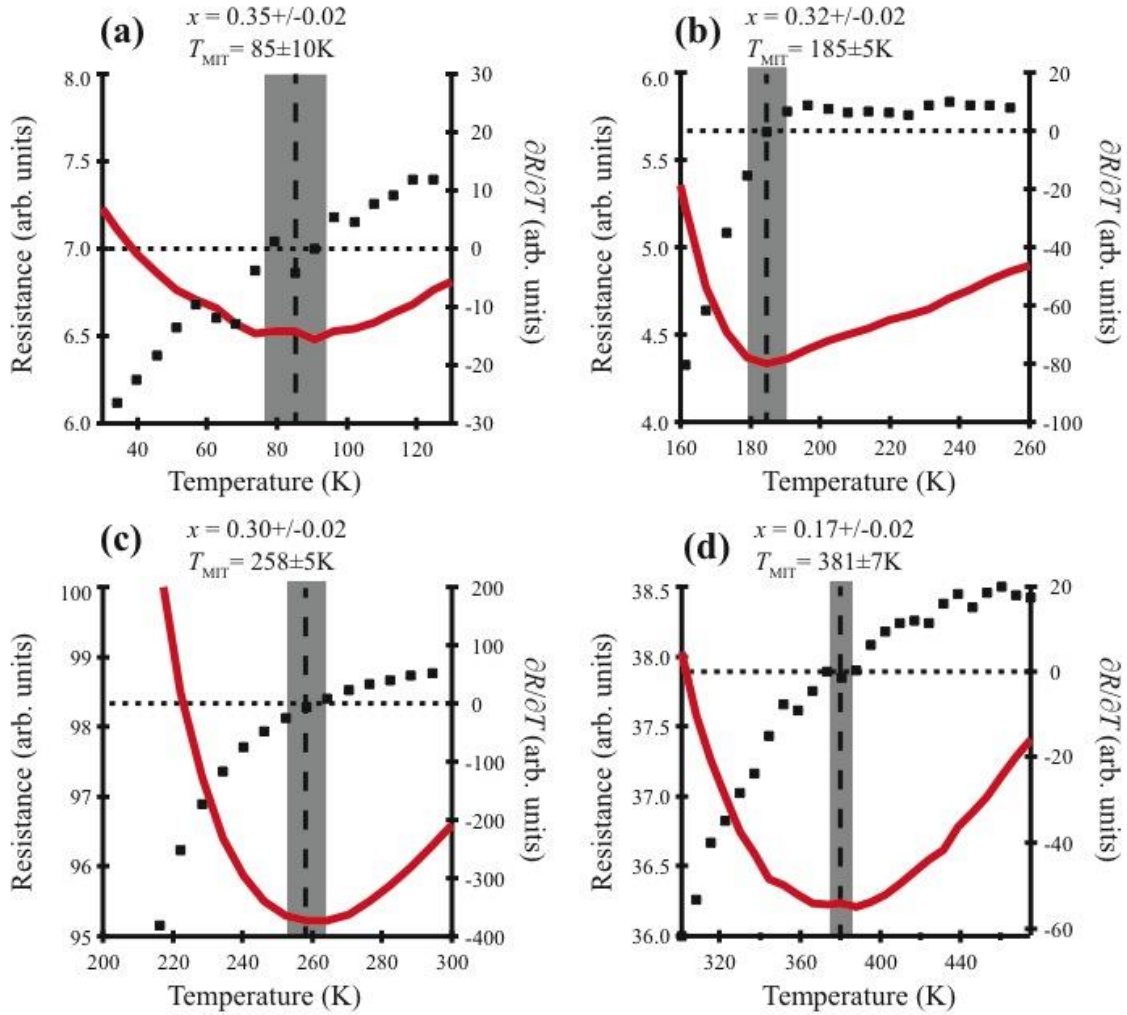 (a)
x = 0.35+/-0.02
T_MIT = 85±10K
8.0
7.5
7.0
6.5
6.0
Resistance (arb. units)
30
20
10
0
-10
-20
-30
∂R/∂T (arb. units)
40
60
80
100
120
Temperature (K)
(b)
x = 0.32+/-0.02
T_MIT = 185±5K
6.0
5.5
5.0
4.5
4.0
Resistance (arb. units)
20
0
-20
-40
-60
-80
-100
∂R/∂T (arb. units)
160
180
200
220
240
260
Temperature (K)
(c)
x = 0.30+/-0.02
T_MIT = 258±5K
100
99
98
97
96
95
Resistance (arb. units)
200
100
0
-100
-200
-300
-400
∂R/∂T (arb. units)
200
220
240
260
280
300
Temperature (K)
(d)
x = 0.17+/-0.02
T_MIT = 381±7K
38.5
38.0
37.5
37.0
36.5
36.0
Resistance (arb. units)
20
0
-20
-40
-60
∂R/∂T (arb. units)
320
360
400
440
Temperature (K)